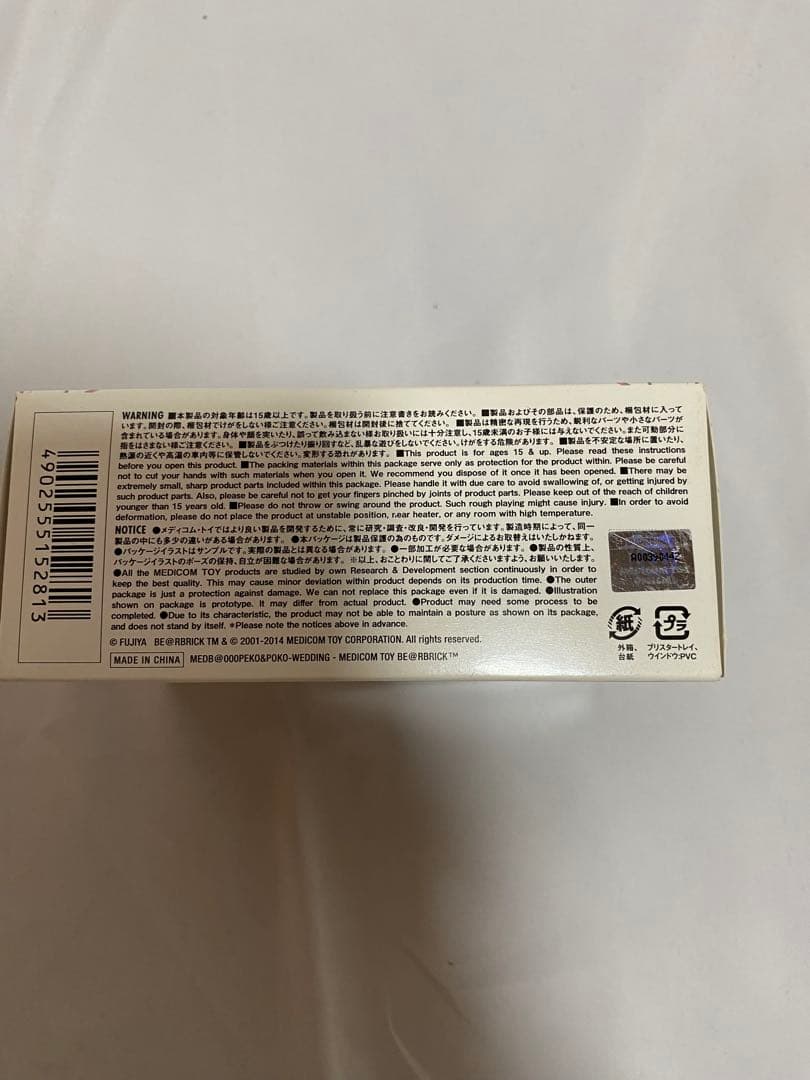 WARNING ■本製品の対象年齢は15歳以上です。製品を取り扱う前に注意書きをお読みください。 ■製品およびその部品は、保護のため、梱包材に入って
います。開封の際、梱包材でけがをしない様ご注意ください。梱包材は開封後に捨ててください。 ■製品は精密な再現を行うため、鋭利なパーツや小さなパーツが
含まれている場合があります。身体や顔を突いたり、誤って飲み込まない様お取り扱いには十分注意し、15歳未満のお子様には与えないでください。また可動部分に
指をはさまない様ご注意ください。 ■製品をぶつけたり振り回すなど、乱暴な遊びをしないでください。けがをする危険があります。 ■製品を不安定な場所に置いたり、
熱源の近くや高温の車内等に保管しないでください。変形する恐れがあります。 ■This product is for ages 15 & up. Please read these instructions
before you open this product. ■The packing materials within this package serve only as protection for the product within. Please be careful
not to cut your hands with such materials when you open it. We recommend you dispose of it once it has been opened. ■There may be
extremely small, sharp product parts included within this package. Please handle it with due care to avoid swallowing of, or getting injured by
such product parts. Also, please be careful not to get your fingers pinched by joints of product parts. Please keep out of the reach of children
younger than 15 years old. ■Please do not throw or swing around the product. Such rough playing might cause injury. ■In order to avoid
deformation, please do not place the product at unstable position, near heater, or any room with high temperature.
NOTICE ●メディコム・トイではより良い製品を開発するために、常に研究・調査・改良・開発を行っています。製造時期によって、同一
製品の中にも多少の違いがある場合があります。 ●本パッケージは製品保護の為のものです。ダメージによるお取替えはいたしかねます。
●パッケージイラストはサンプルです。実際の製品とは異なる場合があります。 ●一部加工が必要な場合があります。 ●製品の性質上、
パッケージイラストのポーズの保持、自立が困難な場合があります。 ※以上、おことわりに関してご了承くださいますよう、お願いいたします。
●All the MEDICOM TOY products are studied by own Research & Development section continuously in order to
keep the best quality. This may cause minor deviation within product depends on its production time. ●The outer
package is just a protection against damage. We can not replace this package even if it is damaged. ●Illustration
shown on package is prototype. It may differ from actual product. ●Product may need some process to be
completed. ●Due to its characteristic, the product may not be able to maintain a posture as shown on its package,
and does not stand by itself. *Please note the notices above in advance.
© FUJIYA BE@RBRICK TM & © 2001-2014 MEDICOM TOY CORPORATION. All rights reserved.
MADE IN CHINA MEDB@000PEKO&POKO-WEDDING - MEDICOM TOY BE@RBRICK™
4902555152813
紙
外箱、
台紙
プラ
ブリスタートレイ、
ウインドウ:PVC